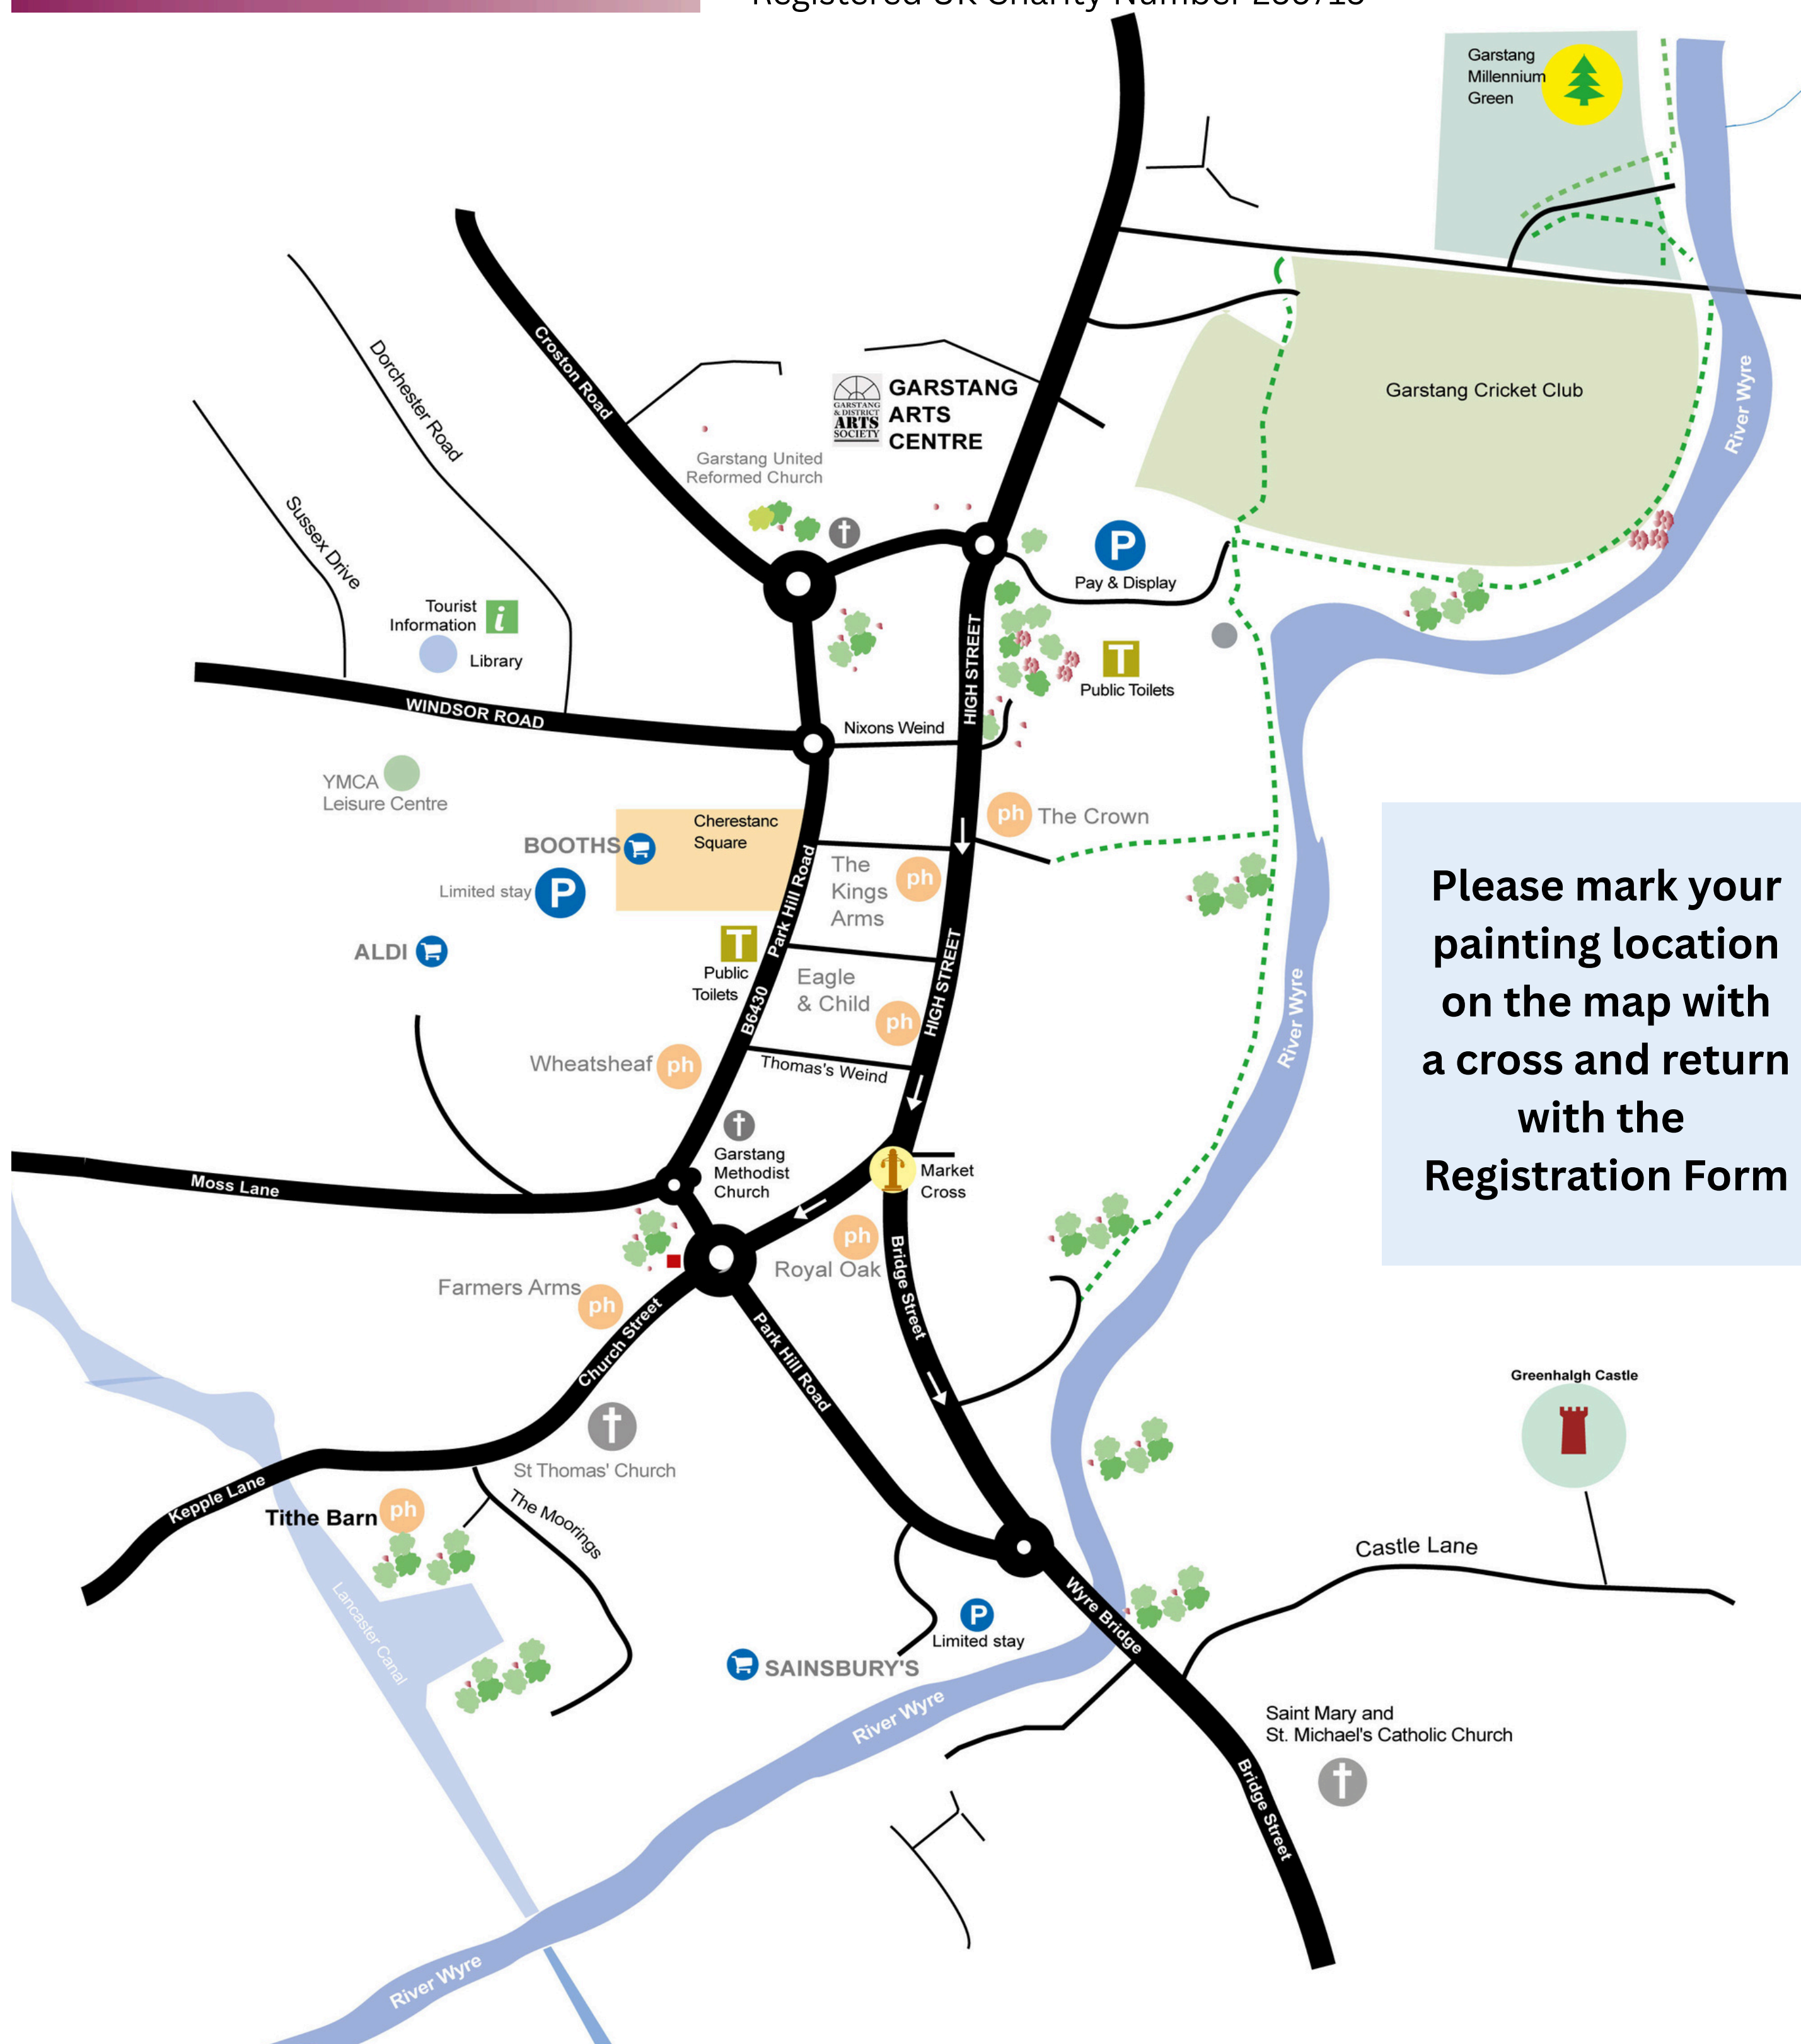 Garstang
Millennium
Green
Croston Road
Dorchester Road
Sussex Drive
GARSTANG
& DISTRICT
ARTS
SOCIETY
GARSTANG
ARTS
CENTRE
Garstang Cricket Club
River Wyre
Garstang United
Reformed Church
P
Pay & Display
Tourist
Information
i
Library
HIGH STREET
T
Public Toilets
WINDSOR ROAD
Nixons Weind
YMCA
Leisure Centre
ph
The Crown
BOOTHS
Cherestanc
Square
Limited stay
P
Park Hill Road
The
Kings
Arms
ph
ALDI
T
Public
Toilets
B6430
Eagle
& Child
ph
HIGH STREET
River Wyre
Please mark your
painting location
on the map with
a cross and return
with the
Registration Form
Wheatsheaf
ph
Thomas's Weind
Garstang
Methodist
Church
Market
Cross
Moss Lane
ph
Royal Oak
Bridge Street
Farmers Arms
ph
Church Street
Park Hill Road
Greenhalgh Castle
St Thomas' Church
Kepple Lane
Tithe Barn
ph
The Moorings
Castle Lane
Lancaster Canal
Wyre Bridge
P
Limited stay
SAINSBURY'S
River Wyre
Saint Mary and
St. Michael's Catholic Church
Bridge Street
River Wyre